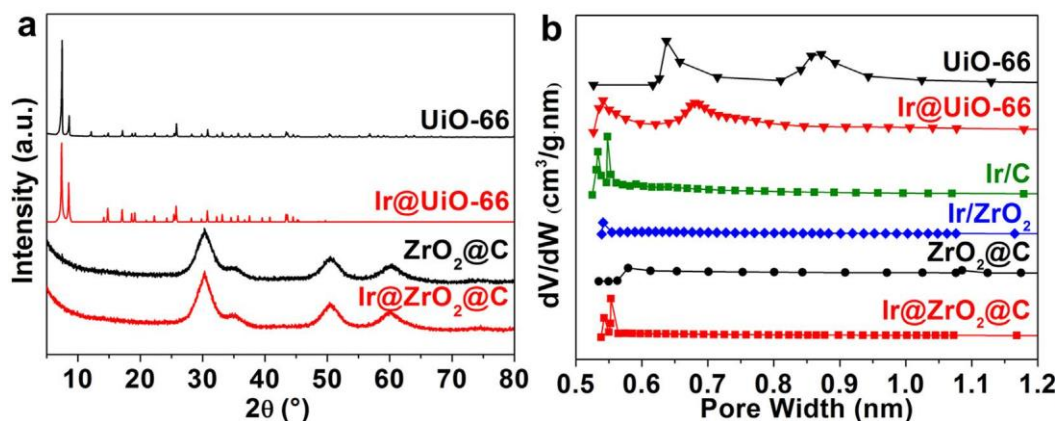 a
Intensity (a.u.)
UiO-66
Ir@UiO-66
ZrO₂@C
Ir@ZrO₂@C
10 20 30 40 50 60 70 80
2θ (°)
b
dV/dW (cm³/g·nm)
UiO-66
Ir@UiO-66
Ir/C
Ir/ZrO₂
ZrO₂@C
Ir@ZrO₂@C
0.5 0.6 0.7 0.8 0.9 1.0 1.1 1.2
Pore Width (nm)